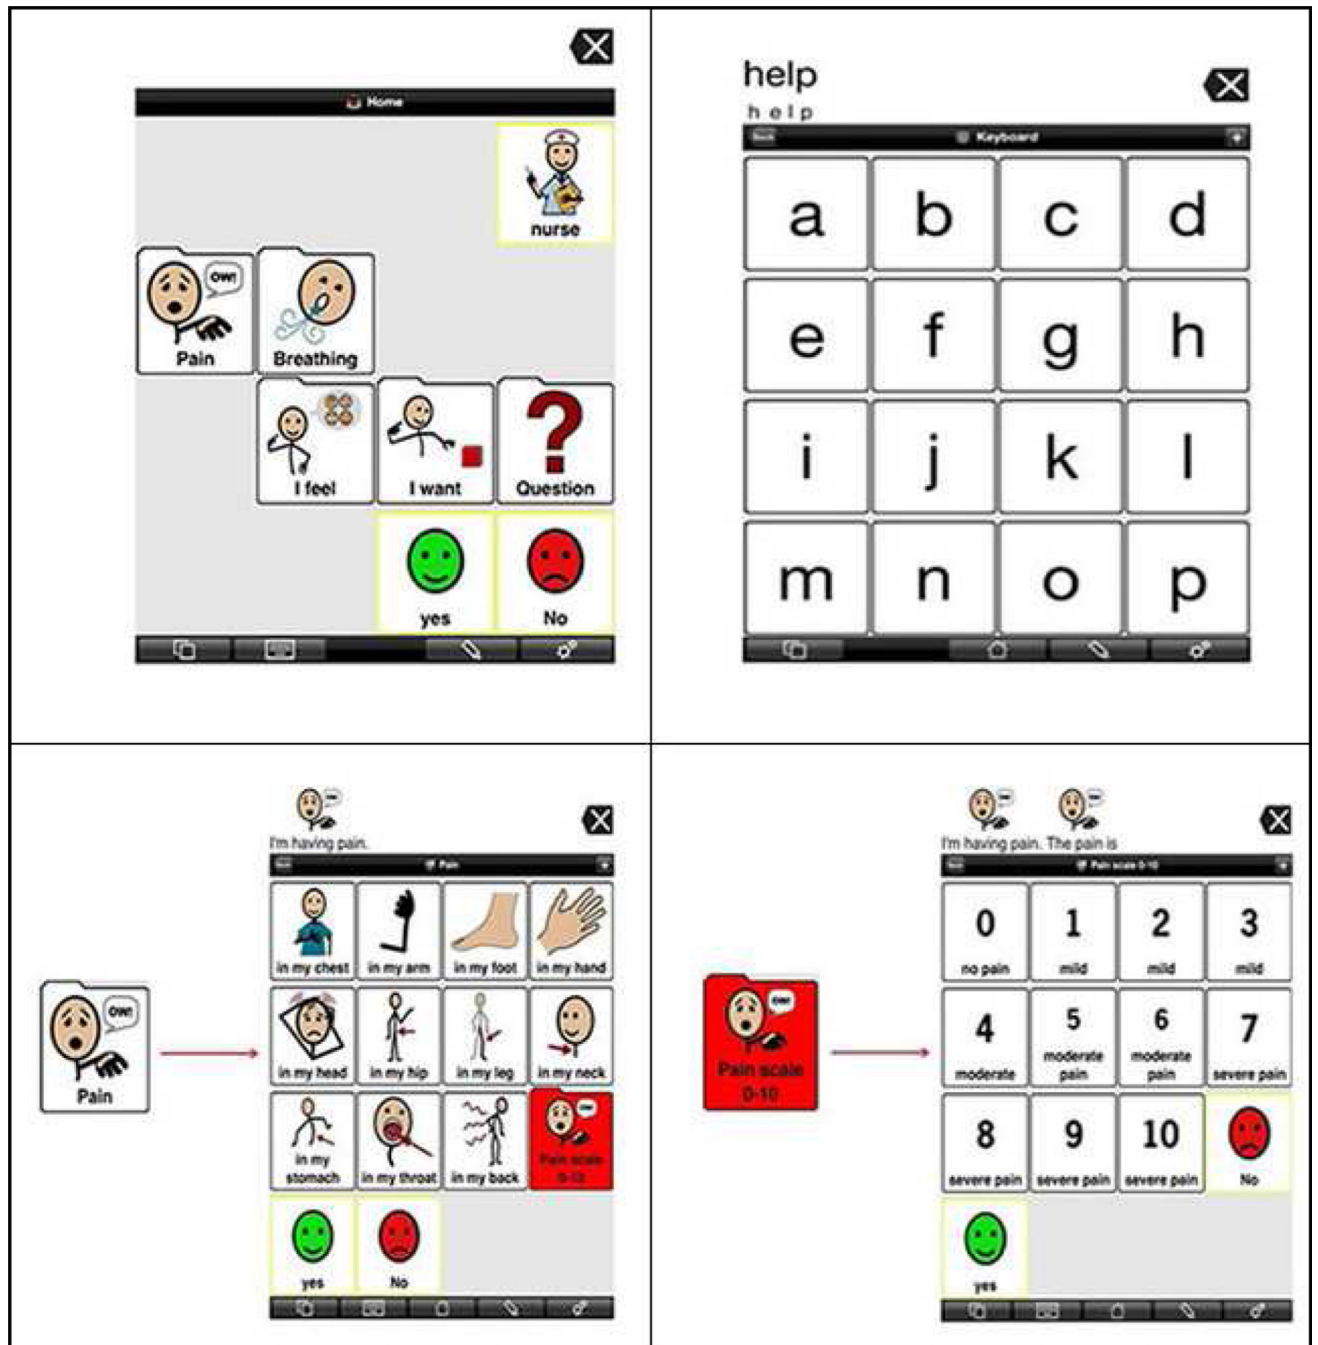 Home
nurse
OW!
Pain
Breathing
I feel
I want
Question
yes
No
help
h e l p
Back
Keyboard
+
a b c d
e f g h
i j k l
m n o p
I'm having pain.
Pain
+
in my chest in my arm in my foot in my hand
in my head in my hip in my leg in my neck
OW!
Pain
in my
stomach in my throat in my back
Pain scale
0-10
yes No
I'm having pain. The pain is
Pain scale 0-10
+
0 1 2 3
no pain mild mild mild
4 5 6 7
moderate moderate pain moderate pain severe pain
OW!
Pain scale
0-10
8 9 10
severe pain severe pain severe pain No
yes